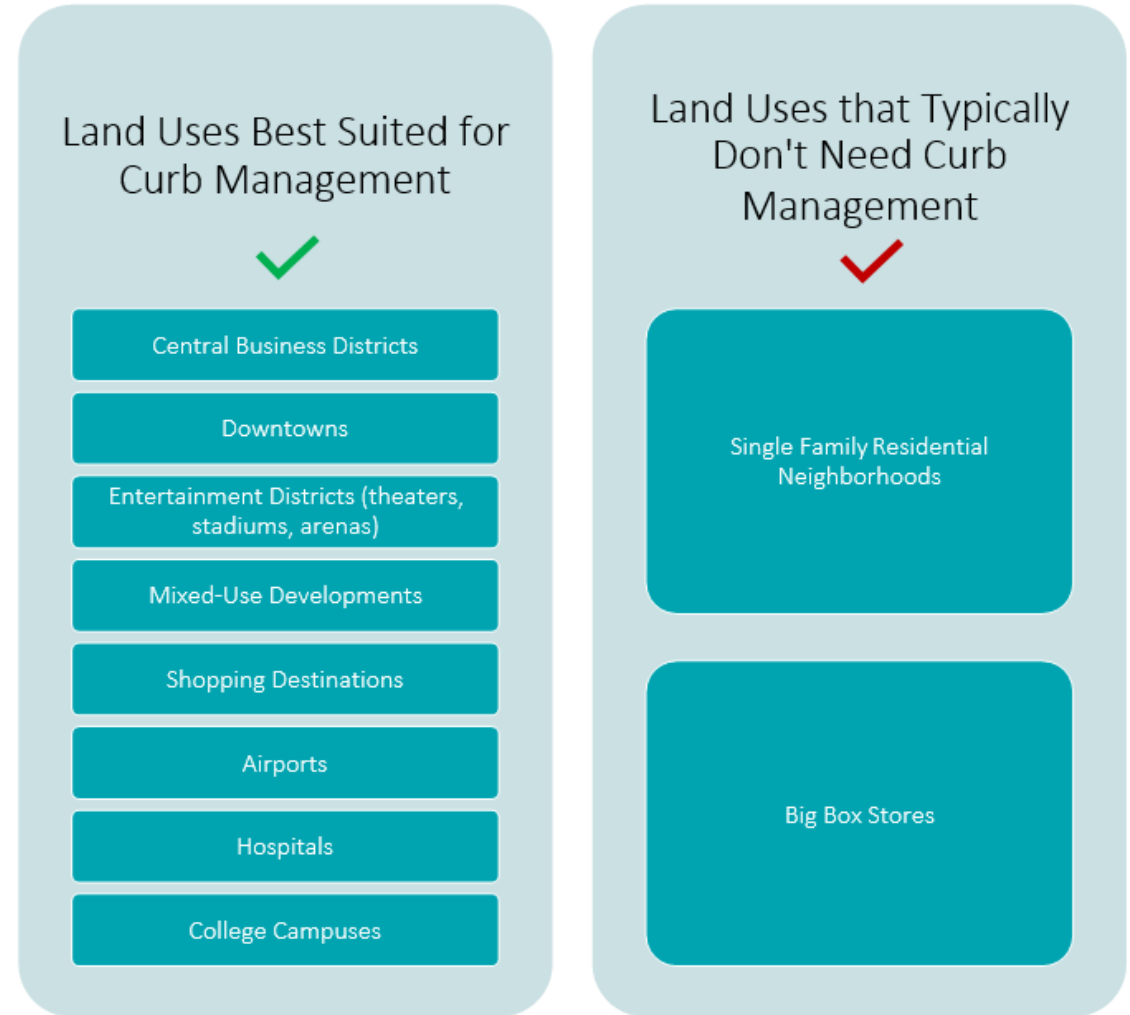 Land Uses Best Suited for
Curb Management
Central Business Districts
Downtowns
Entertainment Districts (theaters,
stadiums, arenas)
Mixed-Use Developments
Shopping Destinations
Airports
Hospitals
College Campuses
Land Uses that Typically
Don't Need Curb
Management
Single Family Residential
Neighborhoods
Big Box Stores